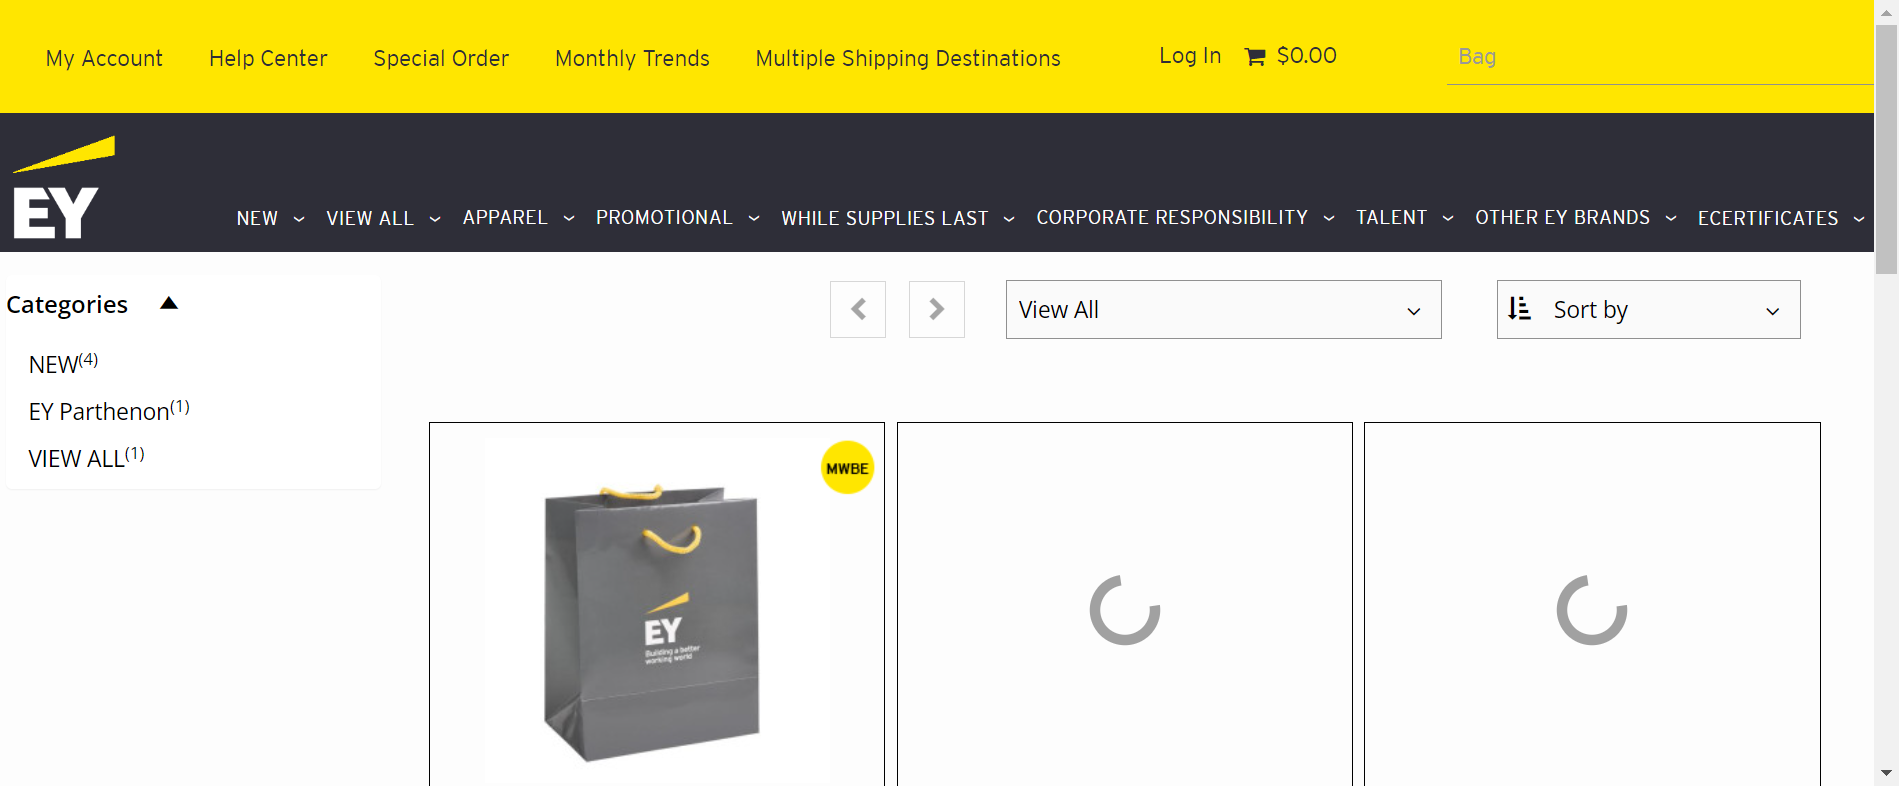 My Account Help Center Special Order Monthly Trends Multiple Shipping Destinations Log In $0.00 Bag
EY
NEW VIEW ALL APPAREL PROMOTIONAL WHILE SUPPLIES LAST CORPORATE RESPONSIBILITY TALENT OTHER EY BRANDS ECERTIFICATES
Categories
View All
Sort by
NEW(4)
EY Parthenon(1)
VIEW ALL(1)
MWBE
EY
Building a better
working world